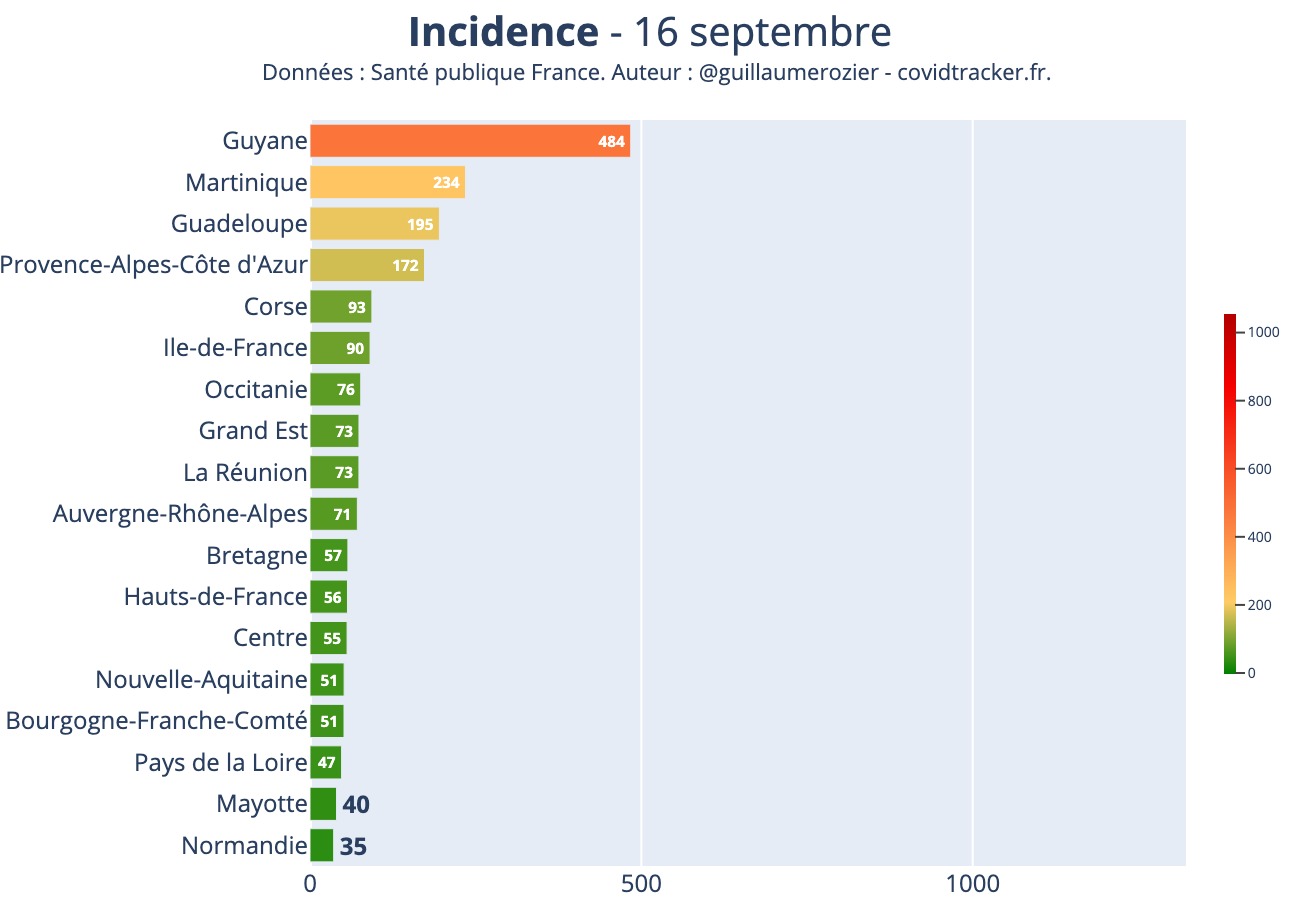 Incidence - 16 septembre
Données : Santé publique France. Auteur : @guillaumerozier - covidtracker.fr.
Guyane 484
Martinique 234
Guadeloupe 195
Provence-Alpes-Côte d'Azur 172
Corse 93
Ile-de-France 90
Occitanie 76
Grand Est 73
La Réunion 73
Auvergne-Rhône-Alpes 71
Bretagne 57
Hauts-de-France 56
Centre 55
Nouvelle-Aquitaine 51
Bourgogne-Franche-Comté 51
Pays de la Loire 47
Mayotte 40
Normandie 35
0 500 1000
1000
800
600
400
200
0